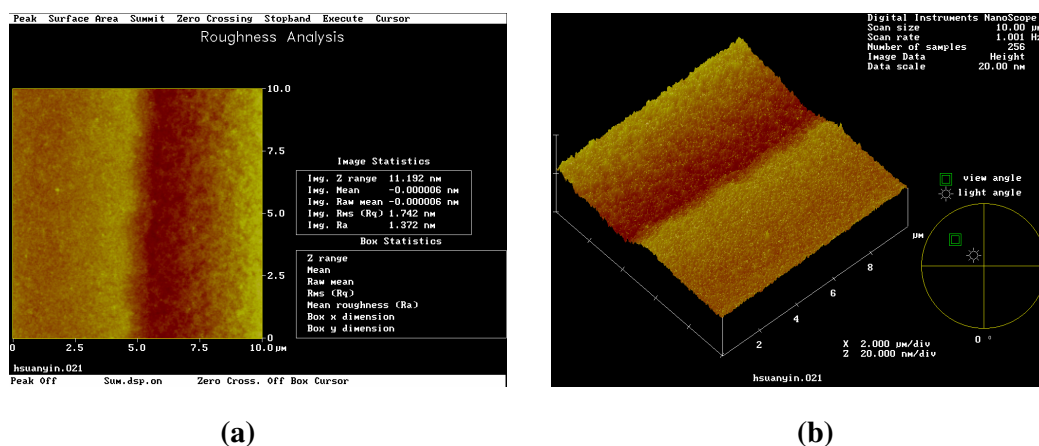 Peak Surface Area Summit Zero Crossing Stopband Execute Cursor
Roughness Analysis
10.0
7.5
5.0
2.5
0
0 2.5 5.0 7.5 10.0 µm
Image Statistics
Img. Z range 11.192 nm
Img. Mean -0.000006 nm
Img. Raw mean -0.000006 nm
Img. Rms (Rq) 1.742 nm
Img. Ra 1.372 nm
Box Statistics
Z range
Mean
Raw mean
Rms (Rq)
Mean roughness (Ra)
Box x dimension
Box y dimension
hsuanyin.021
Peak Off Sum.dsp.on Zero Cross. Off Box Cursor
(a)
Digital Instruments NanoScope
Scan size 10.00 µm
Scan rate 1.001 Hz
Number of samples 256
Image Data Height
Data scale 20.00 nm
view angle
light angle
µm
8
6
4
2
0 °
X 2.000 µm/div
Z 20.000 nm/div
hsuanyin.021
(b)